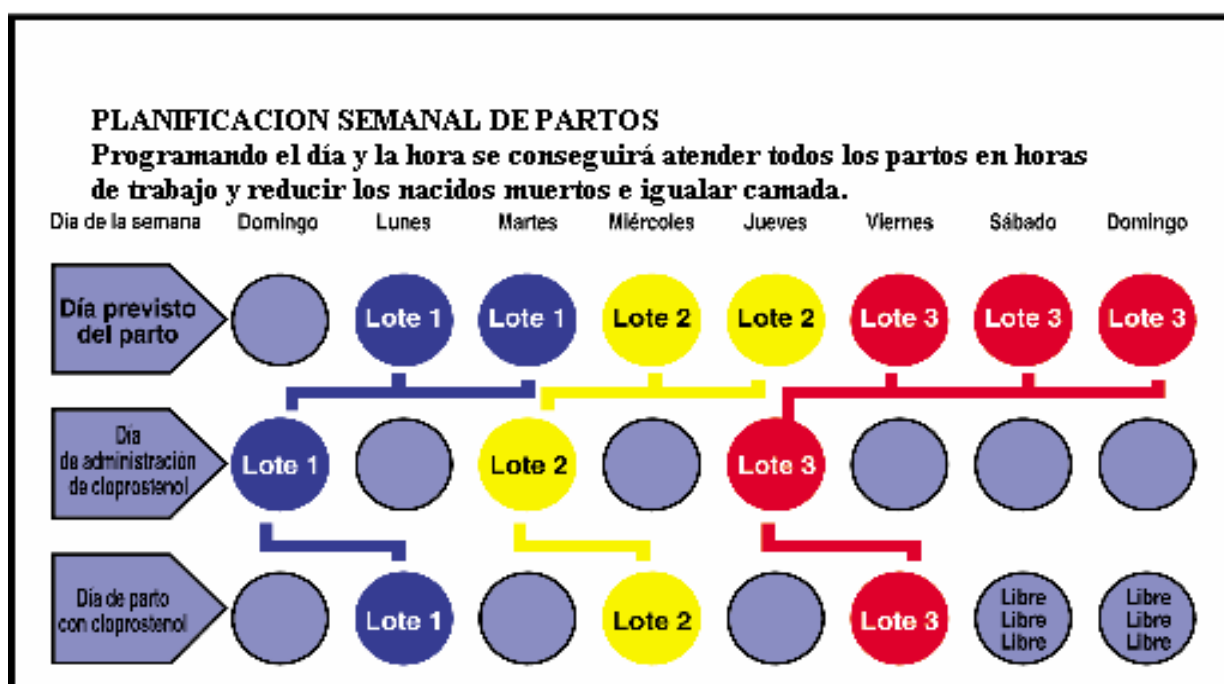 PLANIFICACION SEMANAL DE PARTOS
Programando el día y la hora se conseguirá atender todos los partos en horas
de trabajo y reducir los nacidos muertos e igualar camada.
Dia de la semana Domingo Lunes Martes Miércoles Jueves Viernes Sábado Domingo
Día previsto
del parto
Lote 1 Lote 1 Lote 2 Lote 2 Lote 3 Lote 3 Lote 3
Día
de administración
de cloprostenol
Lote 1 Lote 2 Lote 3
Día de parto
con cloprostenol
Lote 1 Lote 2 Lote 3
Libre
Libre
Libre
Libre
Libre
Libre